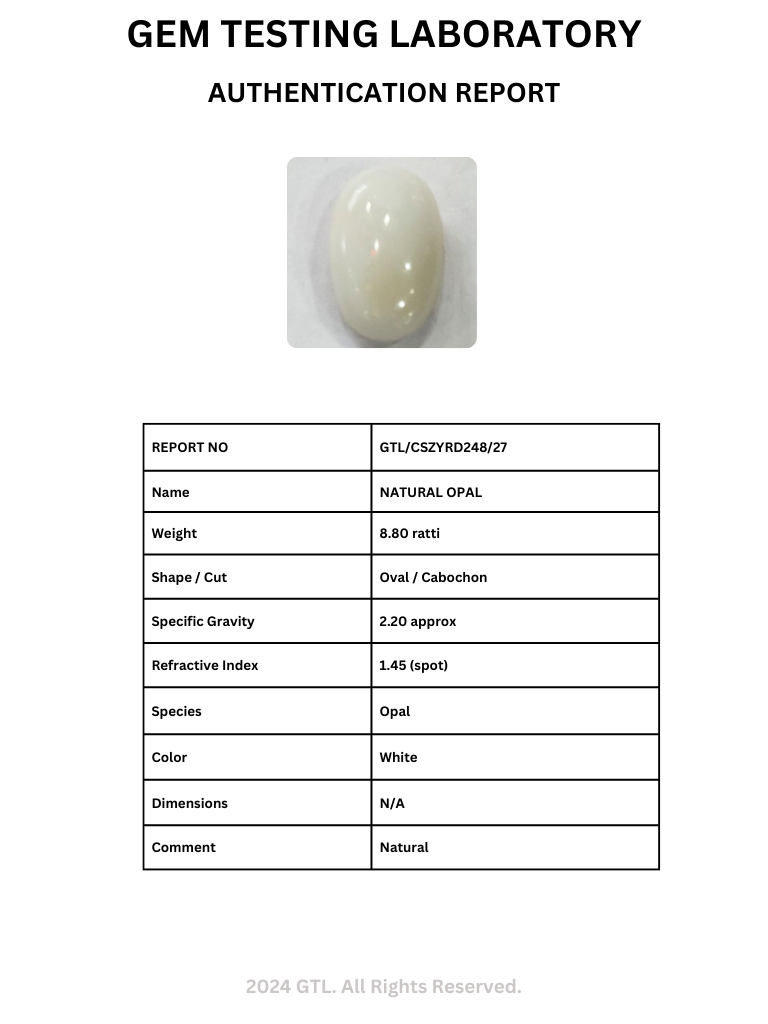 GEM TESTING LABORATORY
AUTHENTICATION REPORT
REPORT NO GTL/CSZYRD248/27
Name NATURAL OPAL
Weight 8.80 ratti
Shape / Cut Oval / Cabochon
Specific Gravity 2.20 approx
Refractive Index 1.45 (spot)
Species Opal
Color White
Dimensions N/A
Comment Natural
2024 GTL. All Rights Reserved.